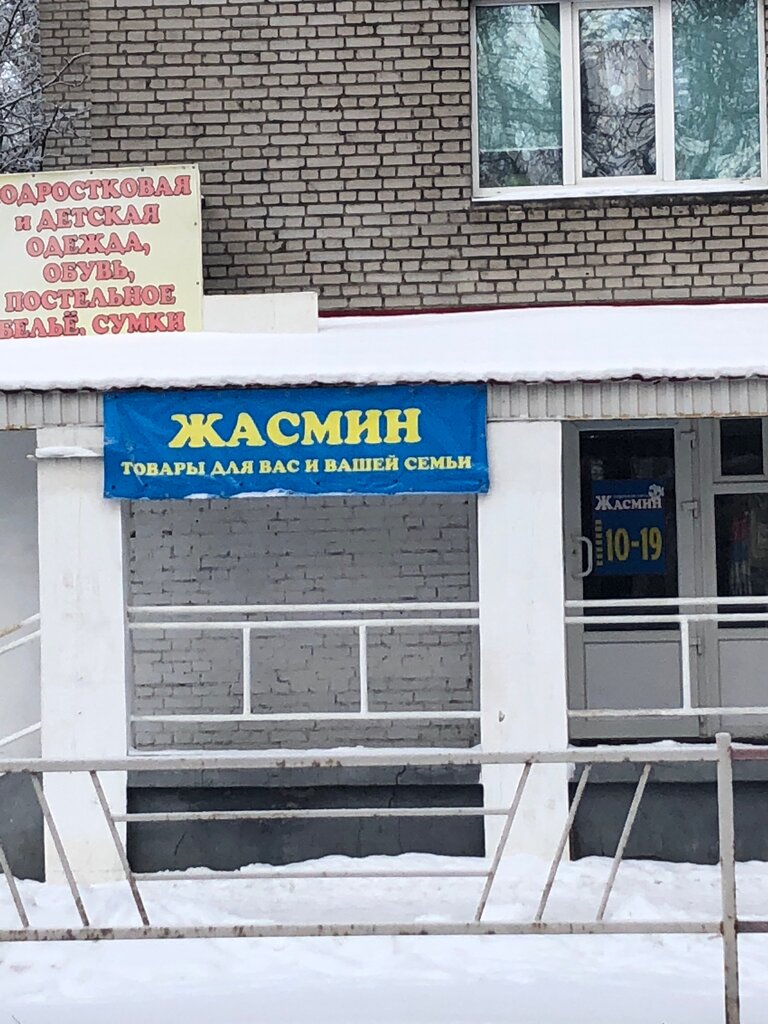 ОДРОСТКОВАЯ
и ДЕТСКАЯ
ОДЕЖДА,
ОБУВЬ,
ПОСТЕЛЬНОЕ
БЕЛЬЁ, СУМКИ
ЖАСМИН
ТОВАРЫ ДЛЯ ВАС И ВАШЕЙ СЕМЬИ
ЖАСМИН
10-19